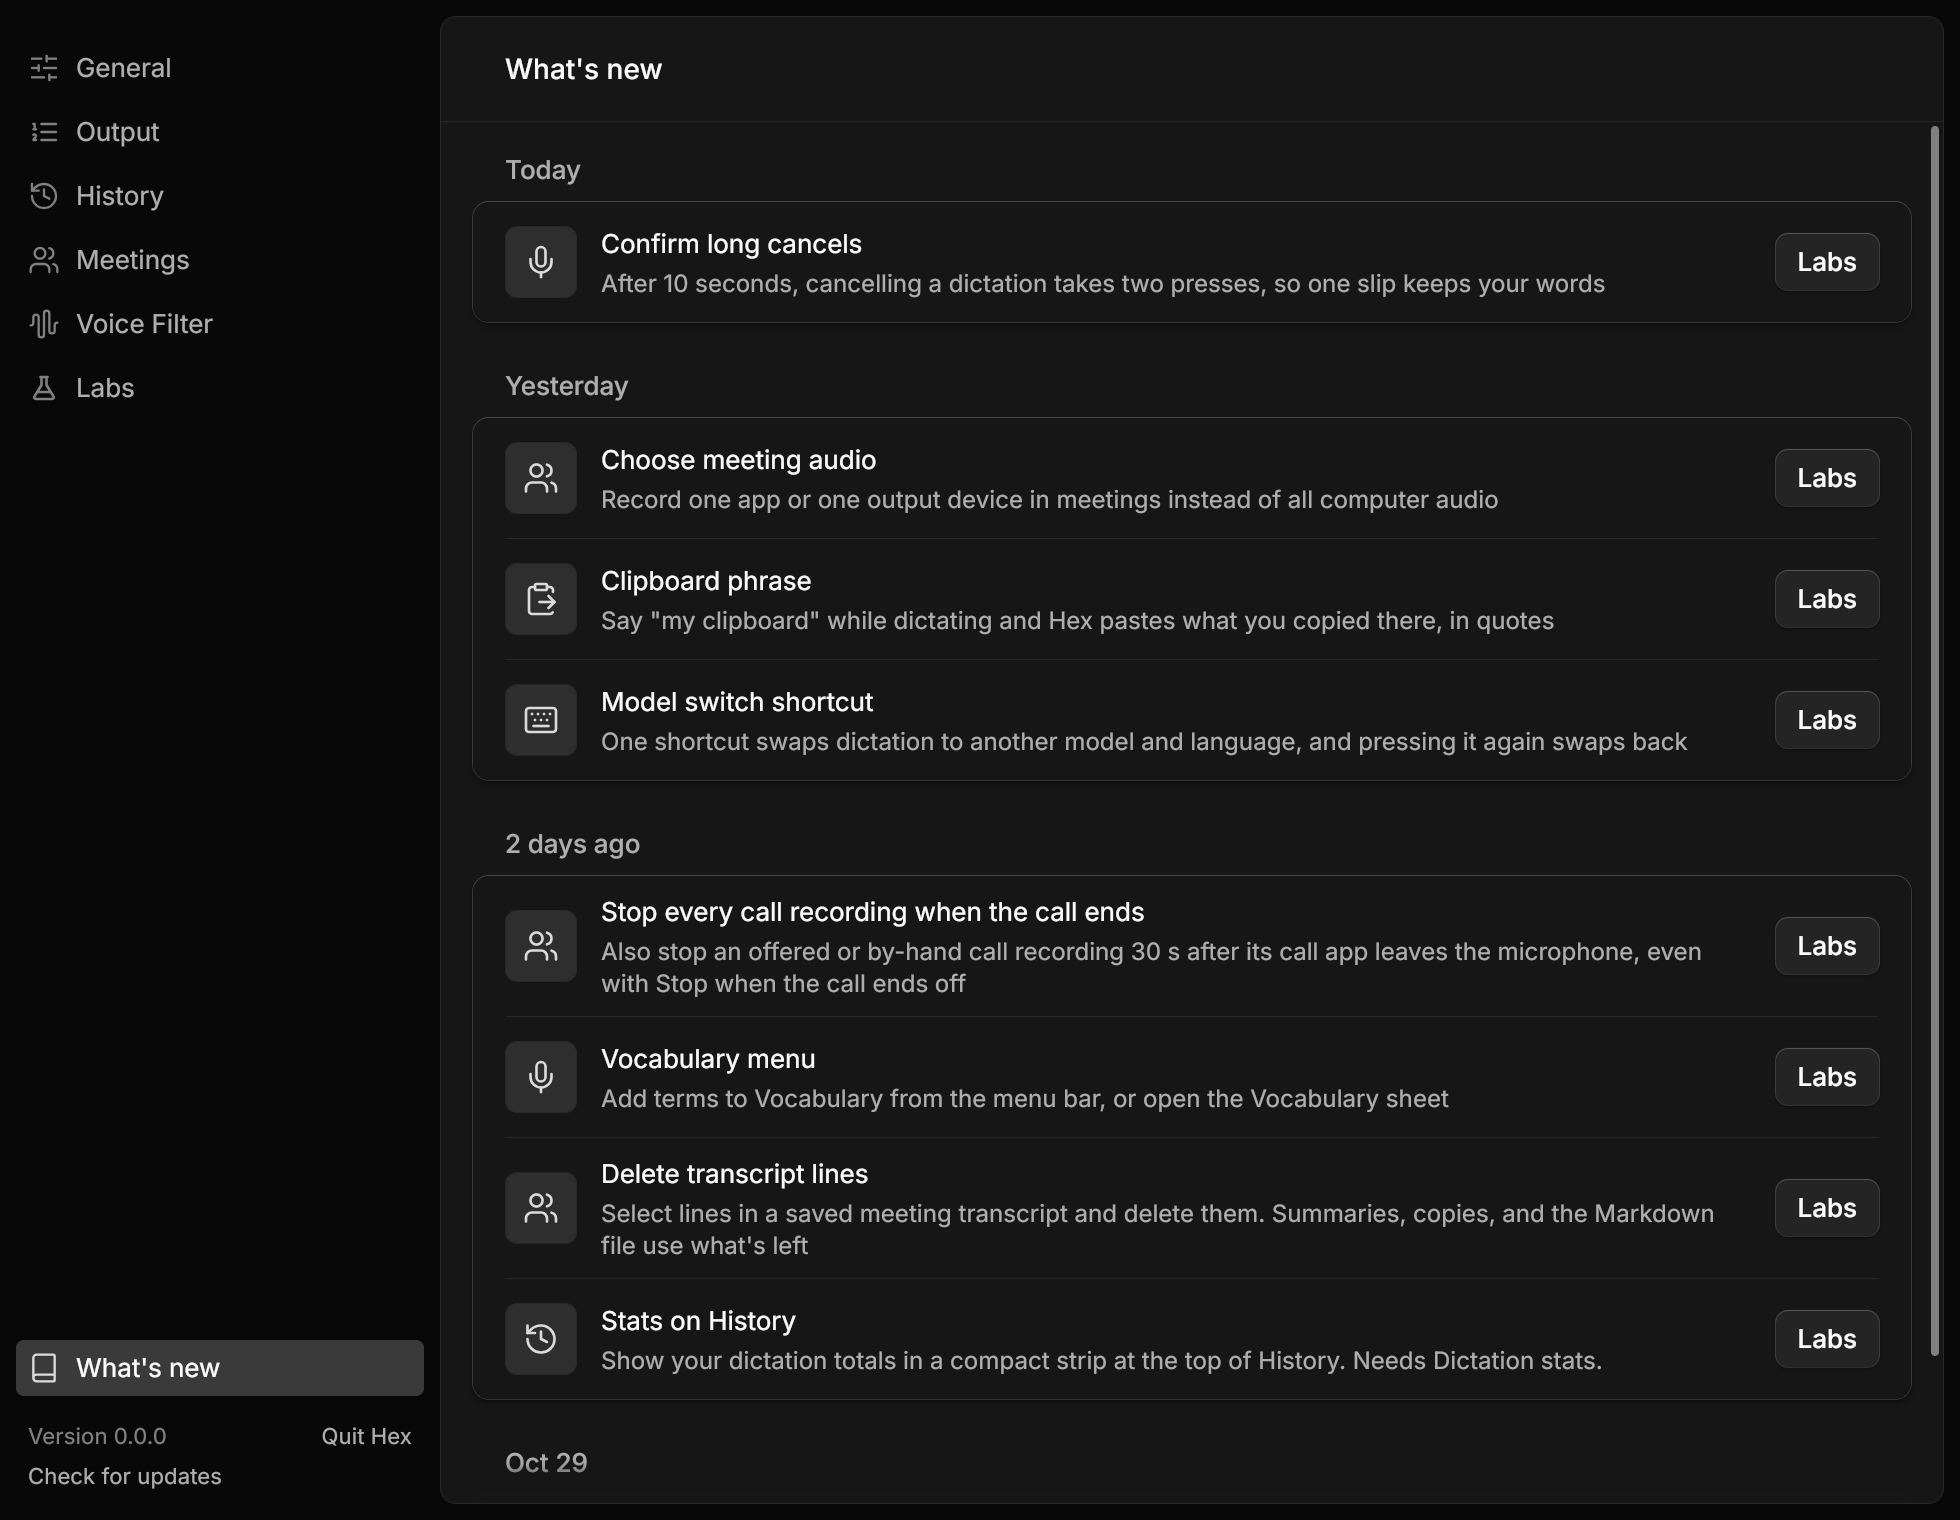 General
Output
History
Meetings
Voice Filter
Labs
What's new
Version 0.0.0
Quit Hex
Check for updates
What's new
Today
Confirm long cancels
After 10 seconds, cancelling a dictation takes two presses, so one slip keeps your words
Labs
Yesterday
Choose meeting audio
Record one app or one output device in meetings instead of all computer audio
Labs
Clipboard phrase
Say "my clipboard" while dictating and Hex pastes what you copied there, in quotes
Labs
Model switch shortcut
One shortcut swaps dictation to another model and language, and pressing it again swaps back
Labs
2 days ago
Stop every call recording when the call ends
Also stop an offered or by-hand call recording 30 s after its call app leaves the microphone, even
with Stop when the call ends off
Labs
Vocabulary menu
Add terms to Vocabulary from the menu bar, or open the Vocabulary sheet
Labs
Delete transcript lines
Select lines in a saved meeting transcript and delete them. Summaries, copies, and the Markdown
file use what's left
Labs
Stats on History
Show your dictation totals in a compact strip at the top of History. Needs Dictation stats.
Labs
Oct 29